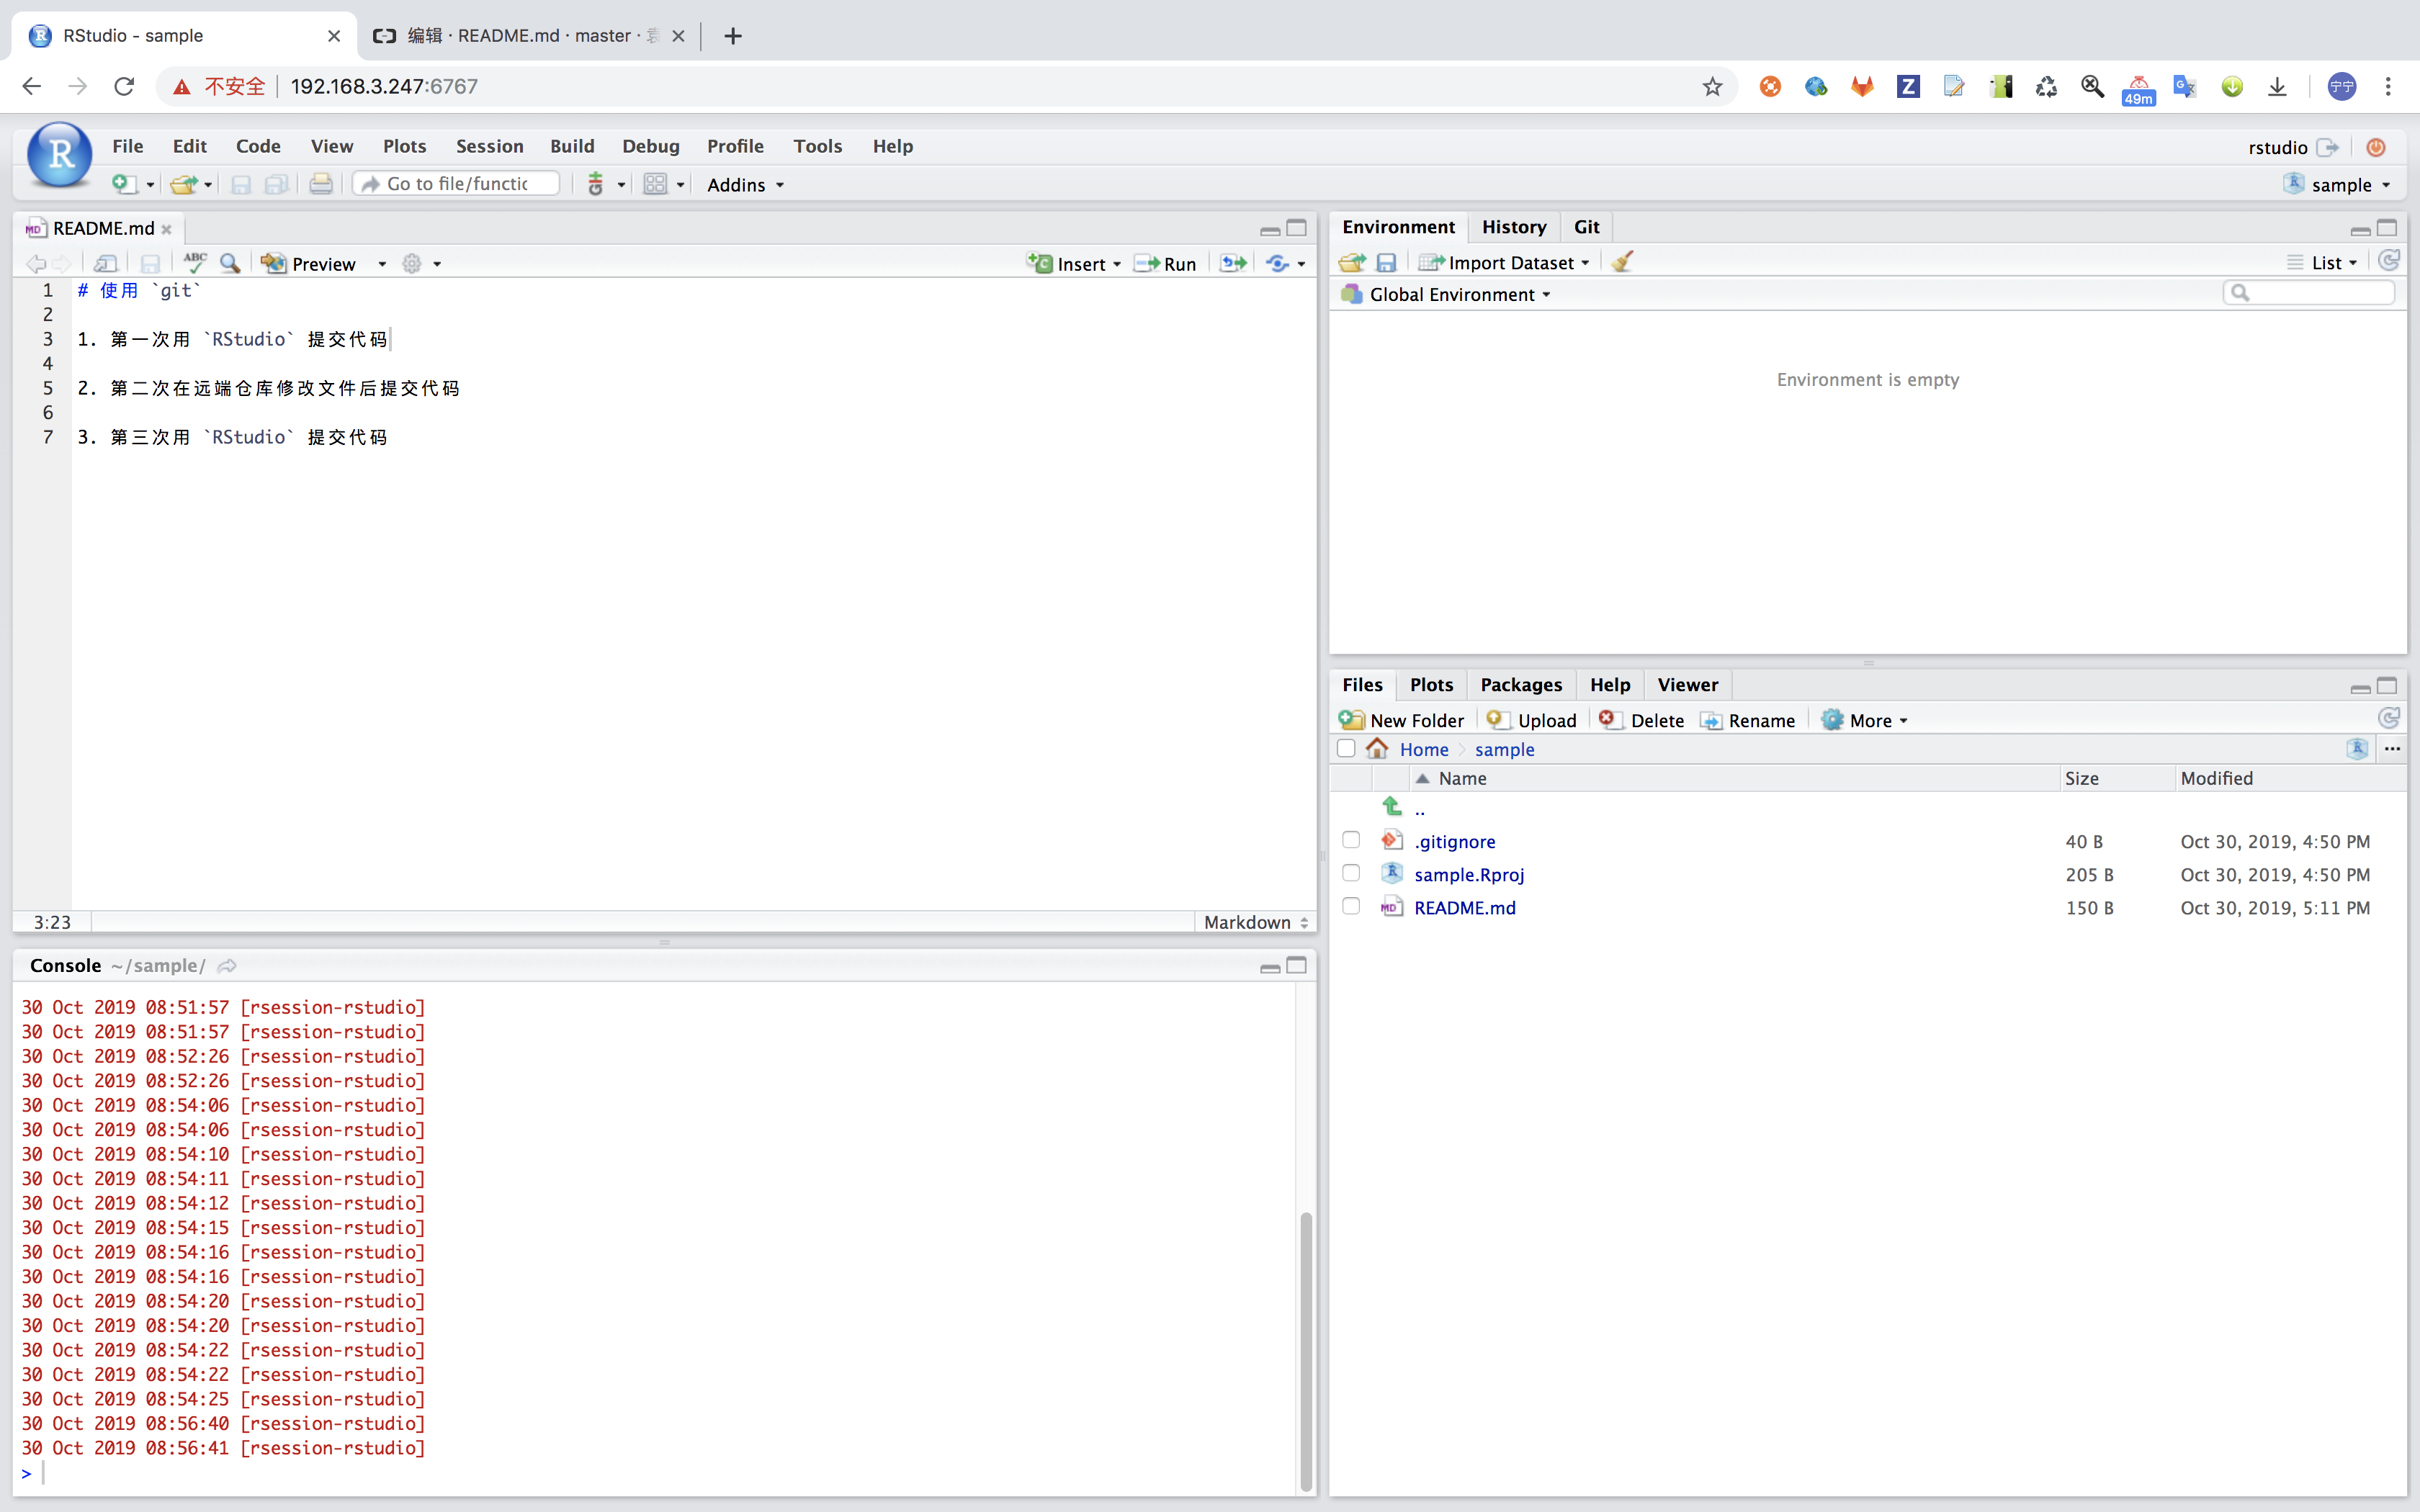 RStudio - sample
编辑 · README.md · master ·
不安全 192.168.3.247:6767
49m 宁宁
File Edit Code View Plots Session Build Debug Profile Tools Help
rstudio
Go to file/functic Addins
sample
README.md
Preview Insert Run
1 # 使用 `git`
2
3 1. 第一次用 `RStudio` 提交代码
4
5 2. 第二次在远端仓库修改文件后提交代码
6
7 3. 第三次用 `RStudio` 提交代码
3:23 Markdown
Console ~/sample/
30 Oct 2019 08:51:57 [rsession-rstudio]
30 Oct 2019 08:51:57 [rsession-rstudio]
30 Oct 2019 08:52:26 [rsession-rstudio]
30 Oct 2019 08:52:26 [rsession-rstudio]
30 Oct 2019 08:54:06 [rsession-rstudio]
30 Oct 2019 08:54:06 [rsession-rstudio]
30 Oct 2019 08:54:10 [rsession-rstudio]
30 Oct 2019 08:54:11 [rsession-rstudio]
30 Oct 2019 08:54:12 [rsession-rstudio]
30 Oct 2019 08:54:15 [rsession-rstudio]
30 Oct 2019 08:54:16 [rsession-rstudio]
30 Oct 2019 08:54:16 [rsession-rstudio]
30 Oct 2019 08:54:20 [rsession-rstudio]
30 Oct 2019 08:54:20 [rsession-rstudio]
30 Oct 2019 08:54:22 [rsession-rstudio]
30 Oct 2019 08:54:22 [rsession-rstudio]
30 Oct 2019 08:54:25 [rsession-rstudio]
30 Oct 2019 08:56:40 [rsession-rstudio]
30 Oct 2019 08:56:41 [rsession-rstudio]
>
Environment History Git
Import Dataset List
Global Environment
Environment is empty
Files Plots Packages Help Viewer
New Folder Upload Delete Rename More
Home sample ...
Name Size Modified
..
.gitignore 40 B Oct 30, 2019, 4:50 PM
sample.Rproj 205 B Oct 30, 2019, 4:50 PM
README.md 150 B Oct 30, 2019, 5:11 PM